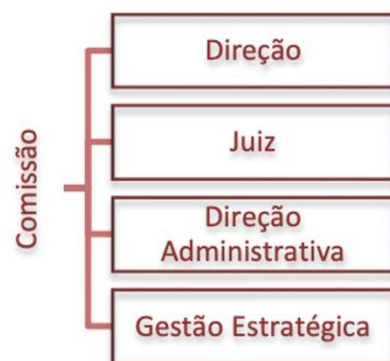 Comissão
Direção
Juiz
Direção
Administrativa
Gestão Estratégica